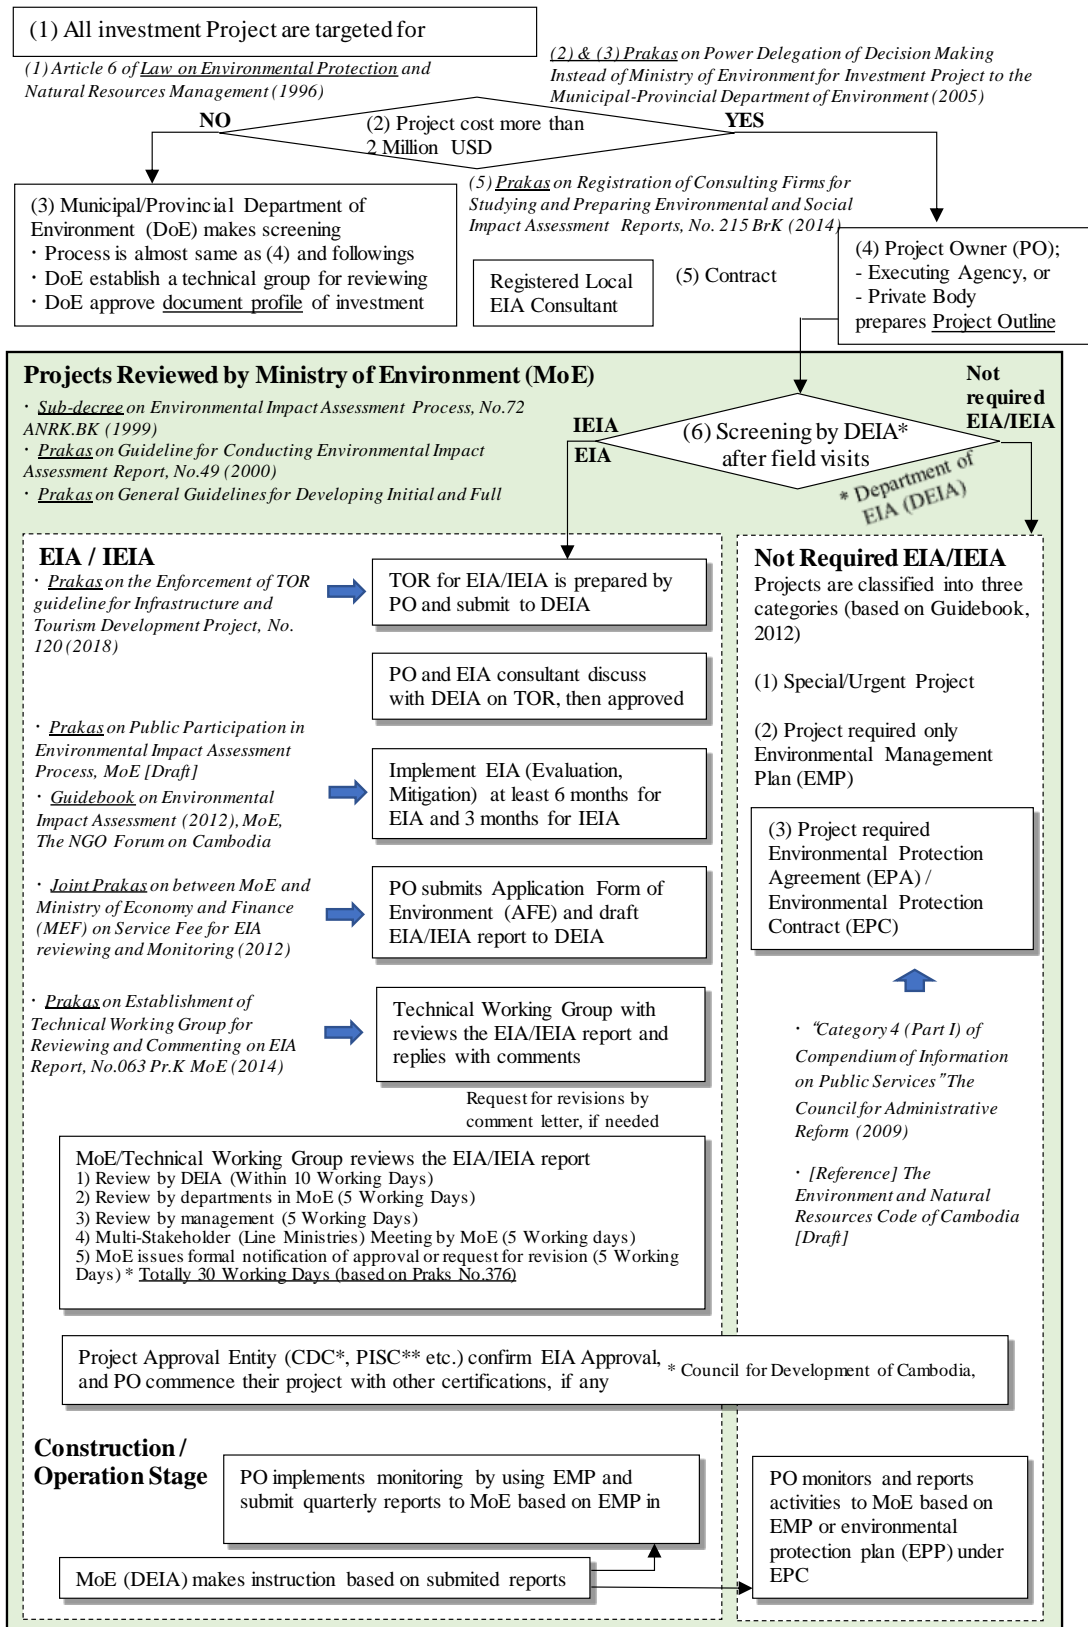 (1) All investment Project are targeted for
(1) Article 6 of Law on Environmental Protection and
Natural Resources Management (1996)
(2) & (3) Prakas on Power Delegation of Decision Making
Instead of Ministry of Environment for Investment Project to the
Municipal-Provincial Department of Environment (2005)
NO
(2) Project cost more than
2 Million USD
YES
(3) Municipal/Provincial Department of
Environment (DoE) makes screening
· Process is almost same as (4) and followings
· DoE establish a technical group for reviewing
· DoE approve document profile of investment
(5) Prakas on Registration of Consulting Firms for
Studying and Preparing Environmental and Social
Impact Assessment Reports, No. 215 BrK (2014)
Registered Local
EIA Consultant
(5) Contract
(4) Project Owner (PO);
- Executing Agency, or
- Private Body
prepares Project Outline
Projects Reviewed by Ministry of Environment (MoE)
· Sub-decree on Environmental Impact Assessment Process, No.72
ANRK.BK (1999)
· Prakas on Guideline for Conducting Environmental Impact
Assessment Report, No.49 (2000)
· Prakas on General Guidelines for Developing Initial and Full
IEIA
EIA
(6) Screening by DEIA*
after field visits
Not
required
EIA/IEIA
* Department of
EIA (DEIA)
EIA / IEIA
· Prakas on the Enforcement of TOR
guideline for Infrastructure and
Tourism Development Project, No.
120 (2018)
TOR for EIA/IEIA is prepared by
PO and submit to DEIA
PO and EIA consultant discuss
with DEIA on TOR, then approved
· Prakas on Public Participation in
Environmental Impact Assessment
Process, MoE [Draft]
· Guidebook on Environmental
Impact Assessment (2012), MoE,
The NGO Forum on Cambodia
Implement EIA (Evaluation,
Mitigation) at least 6 months for
EIA and 3 months for IEIA
· Joint Prakas on between MoE and
Ministry of Economy and Finance
(MEF) on Service Fee for EIA
reviewing and Monitoring (2012)
PO submits Application Form of
Environment (AFE) and draft
EIA/IEIA report to DEIA
· Prakas on Establishment of
Technical Working Group for
Reviewing and Commenting on EIA
Report, No.063 Pr.K MoE (2014)
Technical Working Group with
reviews the EIA/IEIA report and
replies with comments
Request for revisions by
comment letter, if needed
MoE/Technical Working Group reviews the EIA/IEIA report
1) Review by DEIA (Within 10 Working Days)
2) Review by departments in MoE (5 Working Days)
3) Review by management (5 Working Days)
4) Multi-Stakeholder (Line Ministries) Meeting by MoE (5 Working days)
5) MoE issues formal notification of approval or request for revision (5 Working
Days) * Totally 30 Working Days (based on Praks No.376)
Not Required EIA/IEIA
Projects are classified into three
categories (based on Guidebook,
2012)
(1) Special/Urgent Project
(2) Project required only
Environmental Management
Plan (EMP)
(3) Project required
Environmental Protection
Agreement (EPA) /
Environmental Protection
Contract (EPC)
· "Category 4 (Part I) of
Compendium of Information
on Public Services" The
Council for Administrative
Reform (2009)
· [Reference] The
Environment and Natural
Resources Code of Cambodia
[Draft]
Project Approval Entity (CDC*, PISC** etc.) confirm EIA Approval,
and PO commence their project with other certifications, if any
* Council for Development of Cambodia,
Construction /
Operation Stage
PO implements monitoring by using EMP and
submit quarterly reports to MoE based on EMP in
MoE (DEIA) makes instruction based on submited reports
PO monitors and reports
activities to MoE based on
EMP or environmental
protection plan (EPP) under
EPC